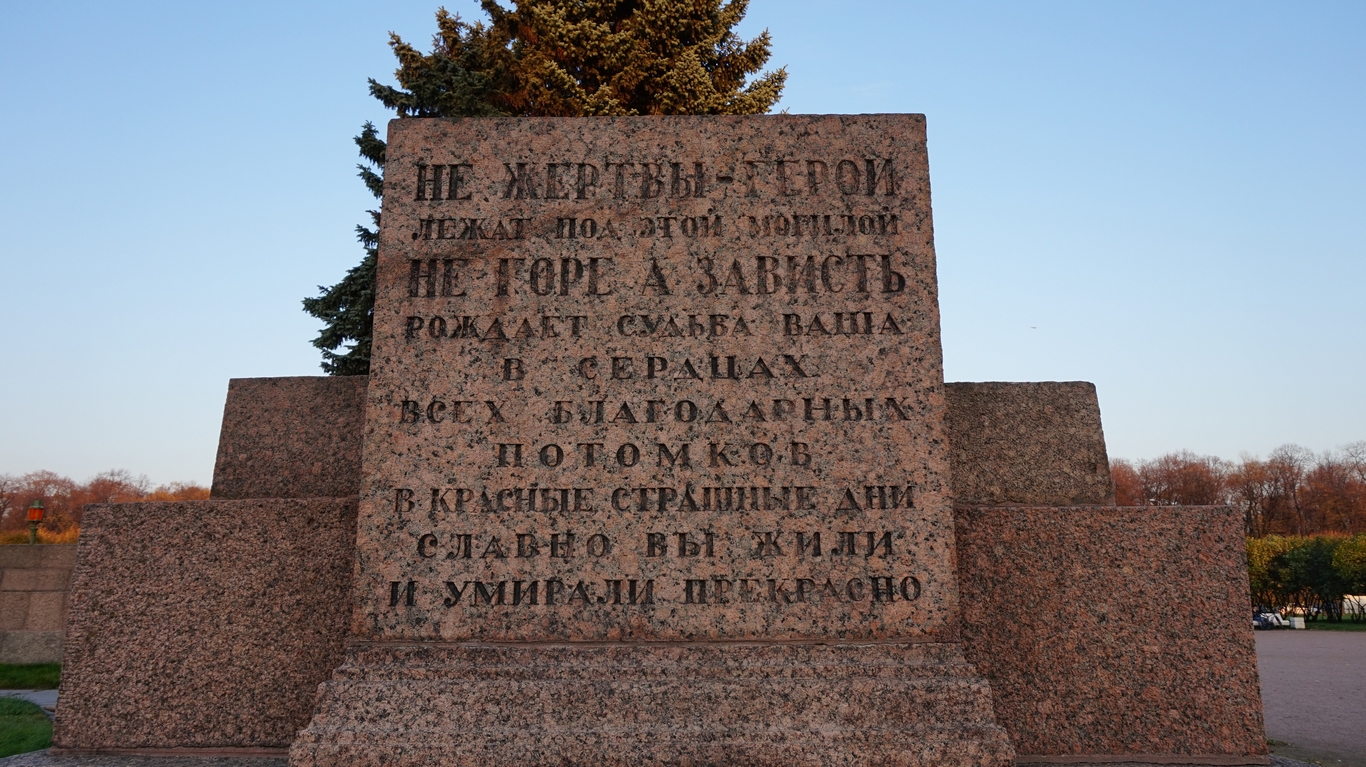 НЕ ЖЕРТВЫ-ГЕРОИ
ЛЕЖАТ ПОД ЭТОЙ МОГИЛОЙ
НЕ ГОРЕ А ЗАВИСТЬ
РОЖДАЕТ СУДЬБА ВАША
В СЕРДЦАХ
ВСЕХ БЛАГОДАРНЫХ
ПОТОМКОВ
В КРАСНЫЕ СТРАШНЫЕ ДНИ
СЛАВНО ВЫ ЖИЛИ
И УМИРАЛИ ПРЕКРАСНО